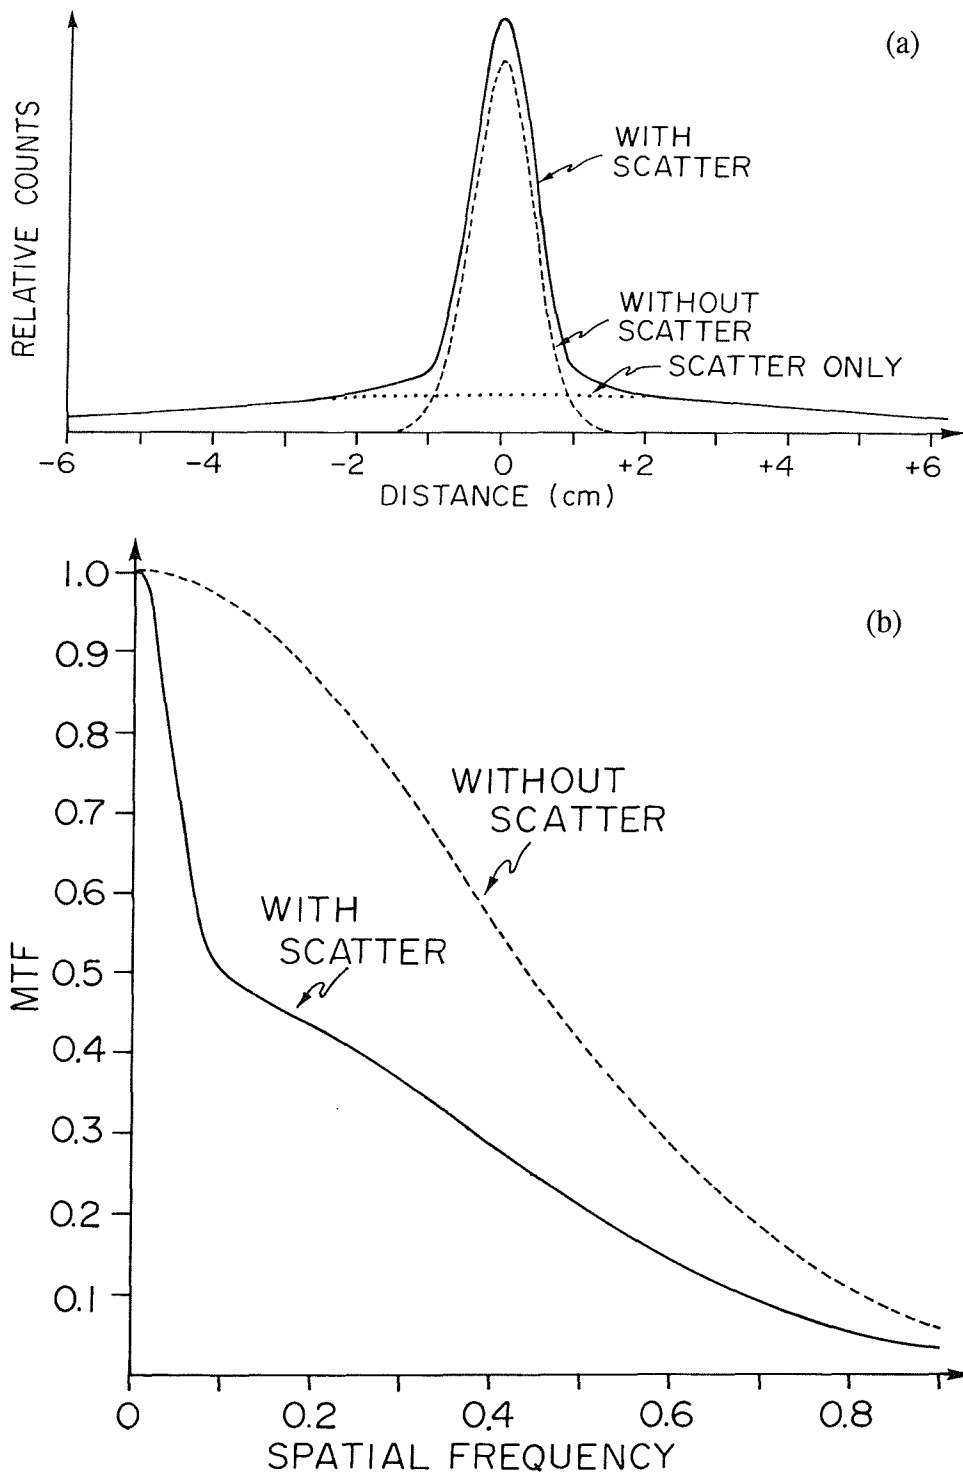 (a)
RELATIVE COUNTS
WITH
SCATTER
WITHOUT
SCATTER
SCATTER ONLY
-6 -4 -2 0 +2 +4 +6
DISTANCE (cm)
(b)
1.0
0.9
0.8
0.7
0.6
0.5
0.4
0.3
0.2
0.1
MTF
WITHOUT
SCATTER
WITH
SCATTER
0 0.2 0.4 0.6 0.8
SPATIAL FREQUENCY